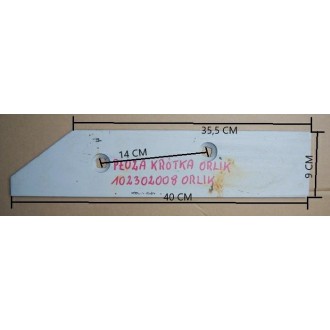 35,5 CM
14 CM
PŁOZA KRÓTKA ORLIK
102302008 ORLIK
9 CM
40 CM